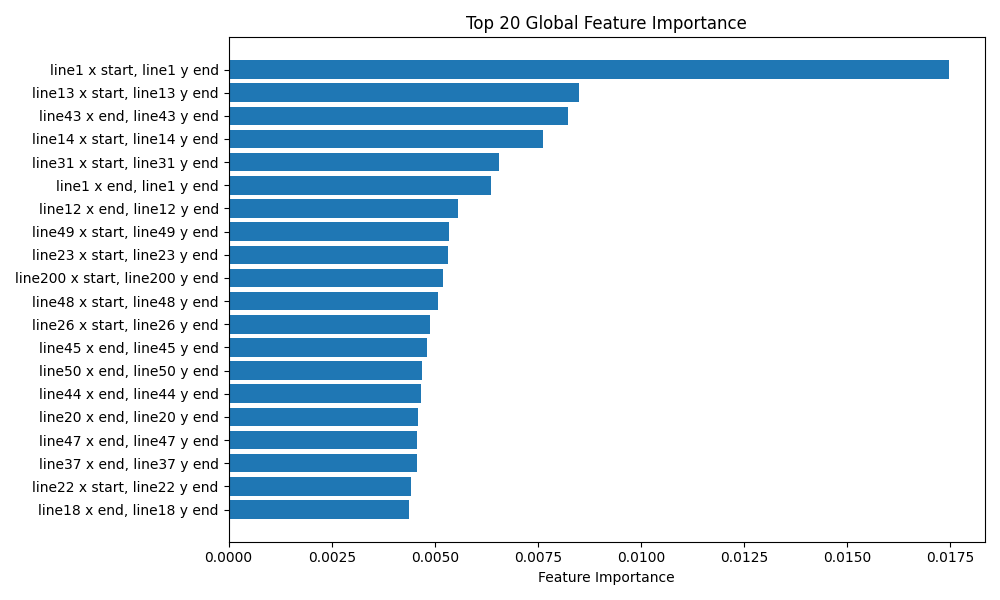 Top 20 Global Feature Importance
line1 x start, line1 y end
line13 x start, line13 y end
line43 x end, line43 y end
line14 x start, line14 y end
line31 x start, line31 y end
line1 x end, line1 y end
line12 x end, line12 y end
line49 x start, line49 y end
line23 x start, line23 y end
line200 x start, line200 y end
line48 x start, line48 y end
line26 x start, line26 y end
line45 x end, line45 y end
line50 x end, line50 y end
line44 x end, line44 y end
line20 x end, line20 y end
line47 x end, line47 y end
line37 x end, line37 y end
line22 x start, line22 y end
line18 x end, line18 y end
0.0000 0.0025 0.0050 0.0075 0.0100 0.0125 0.0150 0.0175
Feature Importance